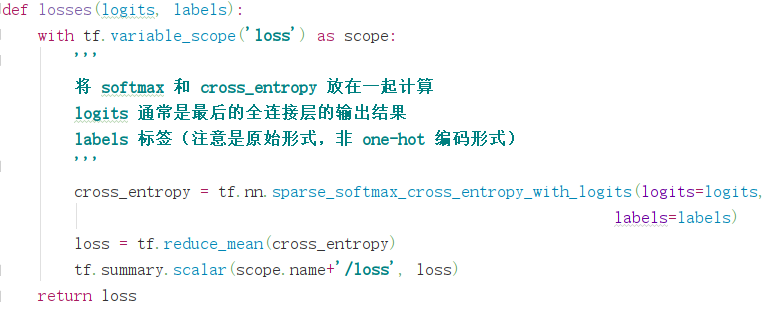 def losses(logits, labels):
    with tf.variable_scope('loss') as scope:
        '''
        将 softmax 和 cross_entropy 放在一起计算
        logits 通常是最后的全连接层的输出结果
        labels 标签（注意是原始形式，非 one-hot 编码形式）
        '''
        cross_entropy = tf.nn.sparse_softmax_cross_entropy_with_logits(logits=logits,
                                                                       labels=labels)
        loss = tf.reduce_mean(cross_entropy)
        tf.summary.scalar(scope.name+'/loss', loss)
    return loss